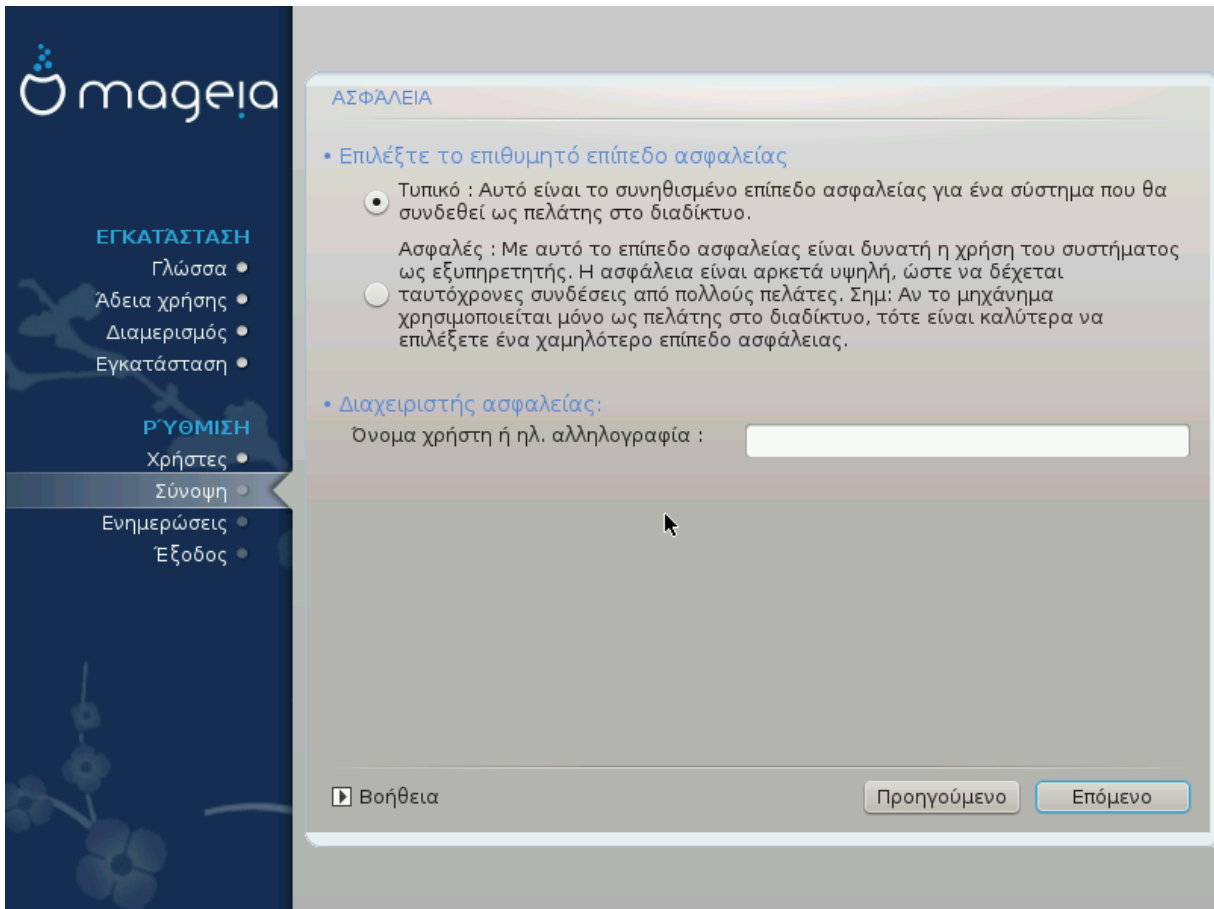 mageia
ΕΓΚΑΤΆΣΤΑΣΗ
Γλώσσα
Άδεια χρήσης
Διαμερισμός
Εγκατάσταση
ΡΎΘΜΙΣΗ
Χρήστες
Σύνοψη
Ενημερώσεις
Έξοδος
ΑΣΦΆΛΕΙΑ
• Επιλέξτε το επιθυμητό επίπεδο ασφαλείας
Τυπικό : Αυτό είναι το συνηθισμένο επίπεδο ασφαλείας για ένα σύστημα που θα
συνδεθεί ως πελάτης στο διαδίκτυο.
Ασφαλές : Με αυτό το επίπεδο ασφαλείας είναι δυνατή η χρήση του συστήματος
ως εξυπηρετητής. Η ασφάλεια είναι αρκετά υψηλή, ώστε να δέχεται
ταυτόχρονες συνδέσεις από πολλούς πελάτες. Σημ: Αν το μηχάνημα
χρησιμοποιείται μόνο ως πελάτης στο διαδίκτυο, τότε είναι καλύτερα να
επιλέξετε ένα χαμηλότερο επίπεδο ασφάλειας.
• Διαχειριστής ασφαλείας:
Όνομα χρήστη ή ηλ. αλληλογραφία :
Βοήθεια
Προηγούμενο
Επόμενο